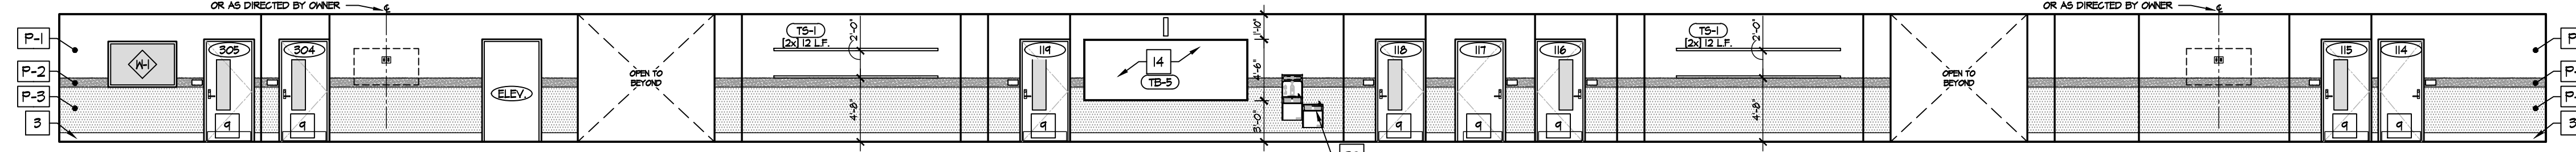 OR AS DIRECTED BY OWNER
℄
OR AS DIRECTED BY OWNER
℄
P-1
P-2
P-3
3
W-1
305
9
304
9
ELEV.
OPEN TO
BEYOND
TS-1
[2x] 12 L.F.
2'-0"
4'-8"
119
9
14
TB-5
1'-10"
4'-6"
3'-0"
118
9
117
9
116
9
TS-1
[2x] 12 L.F.
2'-0"
4'-8"
OPEN TO
BEYOND
115
9
114
9